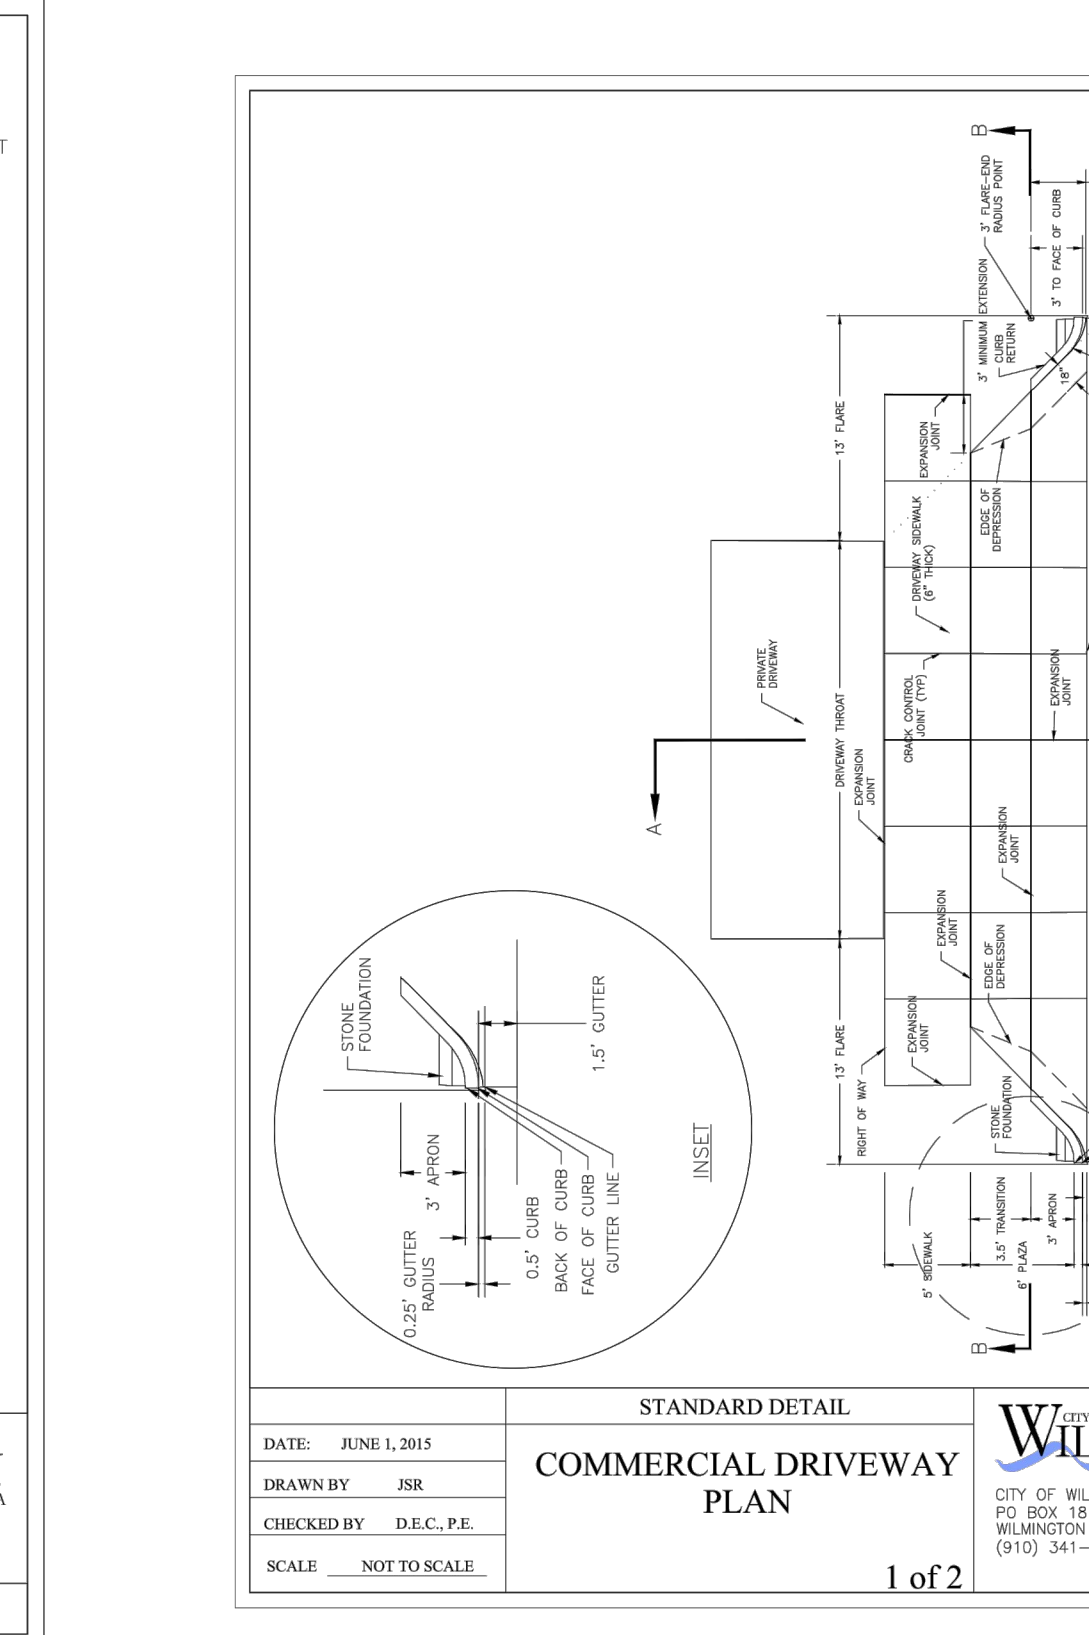 T
A
B
3' FLARE-END
RADIUS POINT
3' TO FACE OF CURB
3' MINIMUM EXTENSION
CURB
RETURN
18"
13' FLARE
EXPANSION
JOINT
EDGE OF
DEPRESSION
DRIVEWAY SIDEWALK
(6" THICK)
PRIVATE
DRIVEWAY
CRACK CONTROL
JOINT (TYP)
EXPANSION
JOINT
DRIVEWAY THROAT
EXPANSION
JOINT
A
EXPANSION
JOINT
EXPANSION
JOINT
EDGE OF
DEPRESSION
EXPANSION
JOINT
13' FLARE
RIGHT OF WAY
STONE
FOUNDATION
3.5' TRANSITION
3' APRON
6' PLAZA
5' SIDEWALK
B
STONE
FOUNDATION
1.5' GUTTER
3' APRON
0.25' GUTTER
RADIUS
0.5' CURB
BACK OF CURB
FACE OF CURB
GUTTER LINE
INSET
STANDARD DETAIL
COMMERCIAL DRIVEWAY
PLAN
1 of 2
DATE: JUNE 1, 2015
DRAWN BY JSR
CHECKED BY D.E.C., P.E.
SCALE NOT TO SCALE
CITY
WIL
CITY OF WIL
PO BOX 18
WILMINGTON
(910) 341-